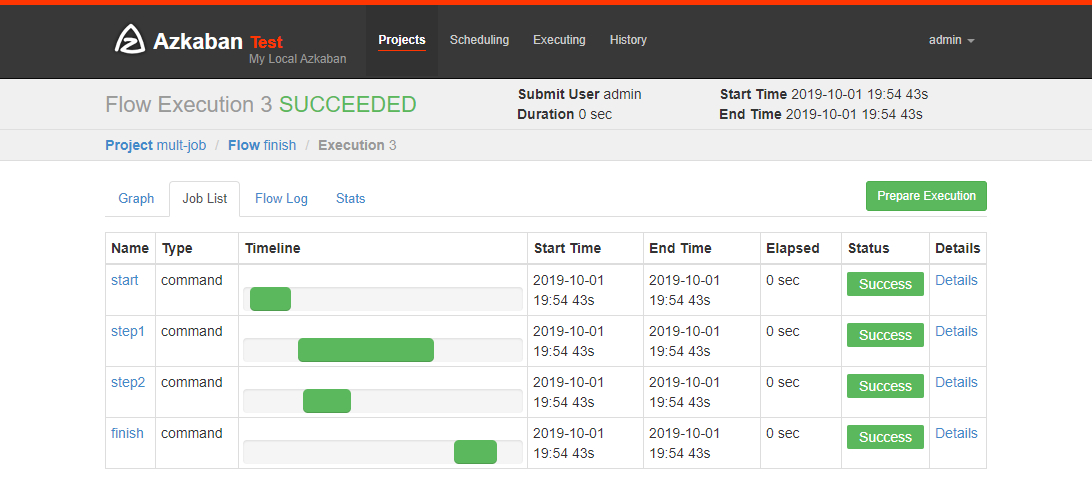 Azkaban Test
My Local Azkaban
Projects Scheduling Executing History admin
Flow Execution 3 SUCCEEDED
Submit User admin
Duration 0 sec
Start Time 2019-10-01 19:54 43s
End Time 2019-10-01 19:54 43s
Project mult-job / Flow finish / Execution 3
Graph Job List Flow Log Stats Prepare Execution
Name Type Timeline Start Time End Time Elapsed Status Details
start command 2019-10-01 2019-10-01 0 sec Success Details
19:54 43s 19:54 43s
step1 command 2019-10-01 2019-10-01 0 sec Success Details
19:54 43s 19:54 43s
step2 command 2019-10-01 2019-10-01 0 sec Success Details
19:54 43s 19:54 43s
finish command 2019-10-01 2019-10-01 0 sec Success Details
19:54 43s 19:54 43s